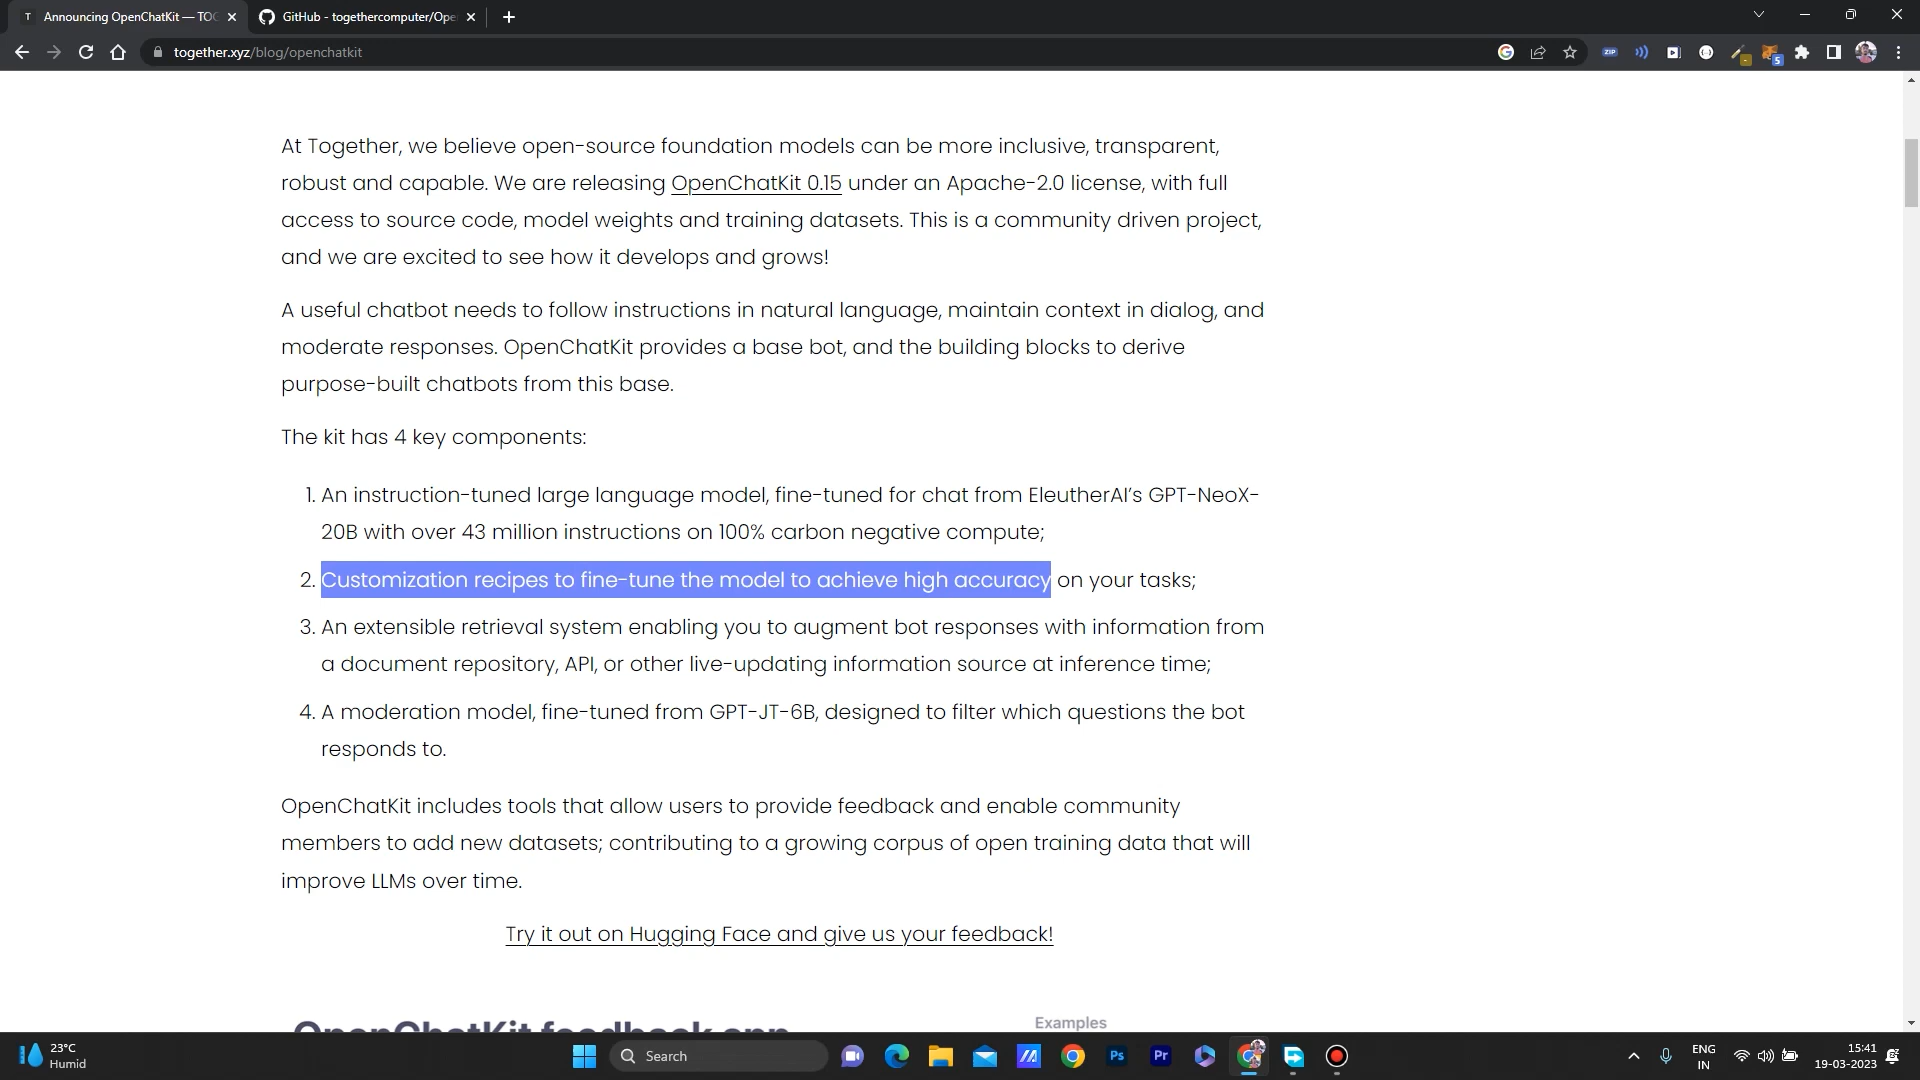 Announcing OpenChatKit — TOG
GitHub - togethercomputer/Ope
together.xyz/blog/openchatkit
ZIP
5
At Together, we believe open-source foundation models can be more inclusive, transparent,
robust and capable. We are releasing OpenChatKit 0.15 under an Apache-2.0 license, with full
access to source code, model weights and training datasets. This is a community driven project,
and we are excited to see how it develops and grows!
A useful chatbot needs to follow instructions in natural language, maintain context in dialog, and
moderate responses. OpenChatKit provides a base bot, and the building blocks to derive
purpose-built chatbots from this base.
The kit has 4 key components:
1. An instruction-tuned large language model, fine-tuned for chat from EleutherAI’s GPT-NeoX-
20B with over 43 million instructions on 100% carbon negative compute;
2. Customization recipes to fine-tune the model to achieve high accuracy on your tasks;
3. An extensible retrieval system enabling you to augment bot responses with information from
a document repository, API, or other live-updating information source at inference time;
4. A moderation model, fine-tuned from GPT-JT-6B, designed to filter which questions the bot
responds to.
OpenChatKit includes tools that allow users to provide feedback and enable community
members to add new datasets; contributing to a growing corpus of open training data that will
improve LLMs over time.
Try it out on Hugging Face and give us your feedback!
OpenChatKit feedback app
Examples
23°C
Humid
Search
Ps
Pr
ENG
IN
15:41
19-03-2023